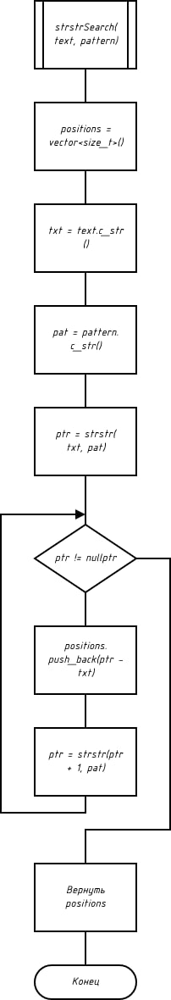 strstrSearch(
text, pattern)
positions =
vector<size_t>()
txt = text.c_str
()
pat = pattern.
c_str()
ptr = strstr(
txt, pat)
ptr != nullptr
positions.
push_back(ptr -
txt)
ptr = strstr(ptr
+ 1, pat)
Вернуть
positions
Конец